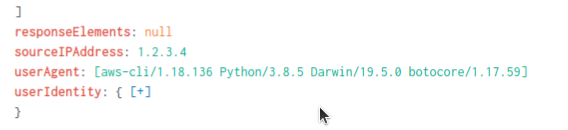 ]
responseElements: null
sourceIPAddress: 1.2.3.4
userAgent: [aws-cli/1.18.136 Python/3.8.5 Darwin/19.5.0 botocore/1.17.59]
userIdentity: { [+]
}